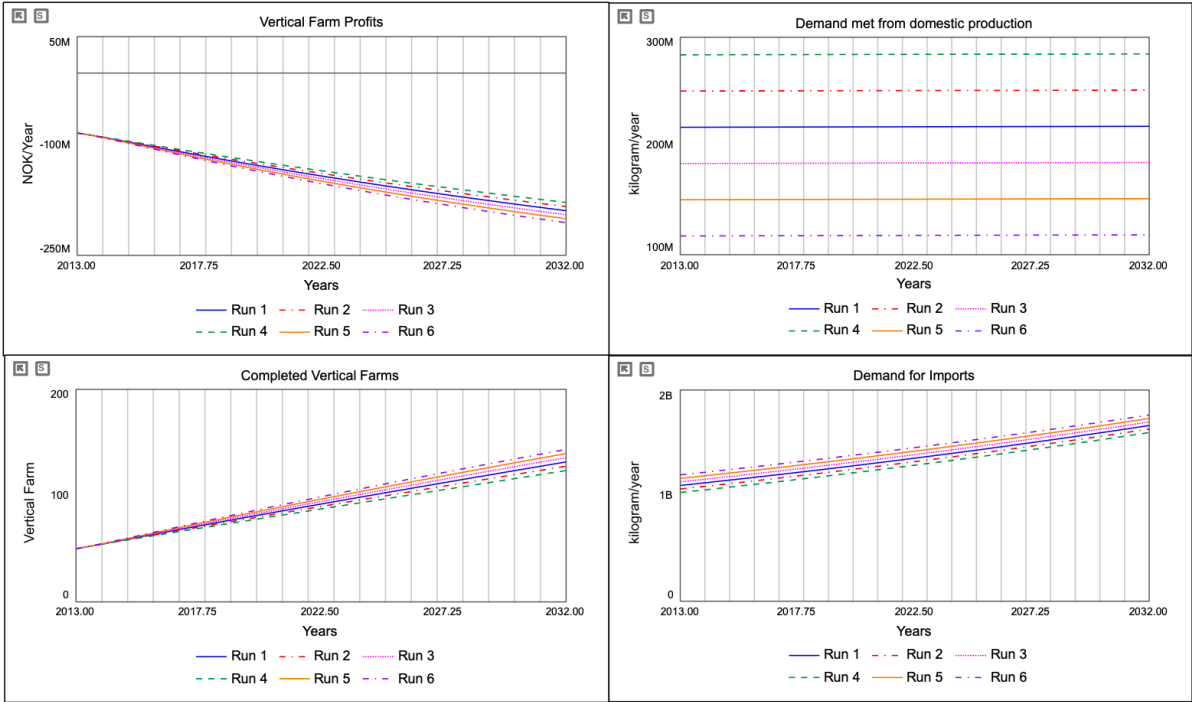 S
Vertical Farm Profits
50M
-100M
-250M
NOK/Year
2013.00 2017.75 2022.50 2027.25 2032.00
Years
Run 1 Run 2 Run 3
Run 4 Run 5 Run 6
S
Demand met from domestic production
300M
200M
100M
kilogram/year
2013.00 2017.75 2022.50 2027.25 2032.00
Years
Run 1 Run 2 Run 3
Run 4 Run 5 Run 6
S
Completed Vertical Farms
200
100
0
Vertical Farm
2013.00 2017.75 2022.50 2027.25 2032.00
Years
Run 1 Run 2 Run 3
Run 4 Run 5 Run 6
S
Demand for Imports
2B
1B
0
kilogram/year
2013.00 2017.75 2022.50 2027.25 2032.00
Years
Run 1 Run 2 Run 3
Run 4 Run 5 Run 6